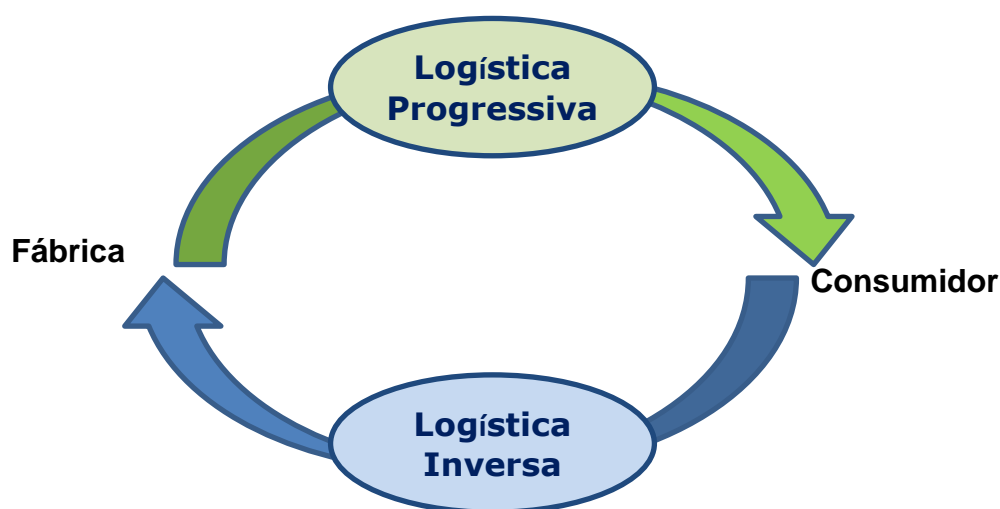 Logística
Progressiva
Fábrica
Consumidor
Logística
Inversa